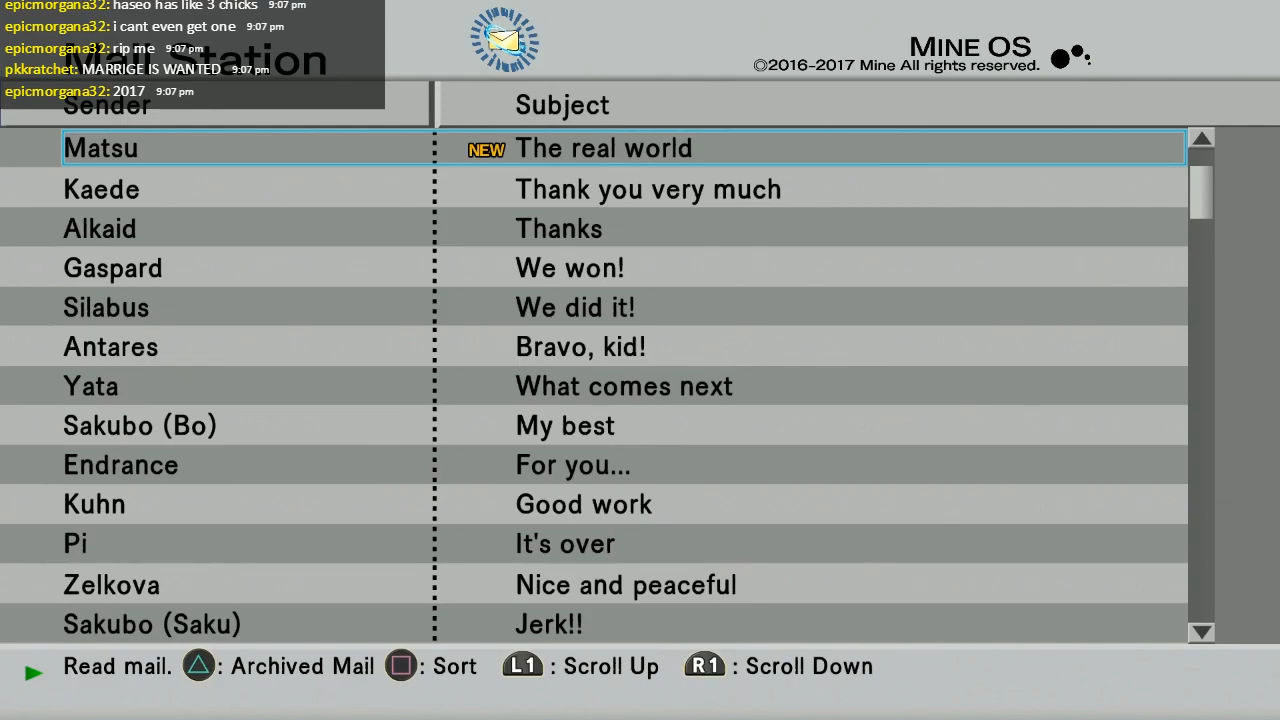 epicmorgana32: haseo has like 3 chicks 9:07 pm
epicmorgana32: i cant even get one 9:07 pm
epicmorgana32: rip me 9:07 pm
pkkratchet: MARRIGE IS WANTED 9:07 pm
epicmorgana32: 2017 9:07 pm
Mail Station
MINE OS
©2016-2017 Mine All rights reserved.
Sender Subject
Matsu NEW The real world
Kaede Thank you very much
Alkaid Thanks
Gaspard We won!
Silabus We did it!
Antares Bravo, kid!
Yata What comes next
Sakubo (Bo) My best
Endrance For you...
Kuhn Good work
Pi It's over
Zelkova Nice and peaceful
Sakubo (Saku) Jerk!!
Read mail. : Archived Mail : Sort L1 : Scroll Up R1 : Scroll Down